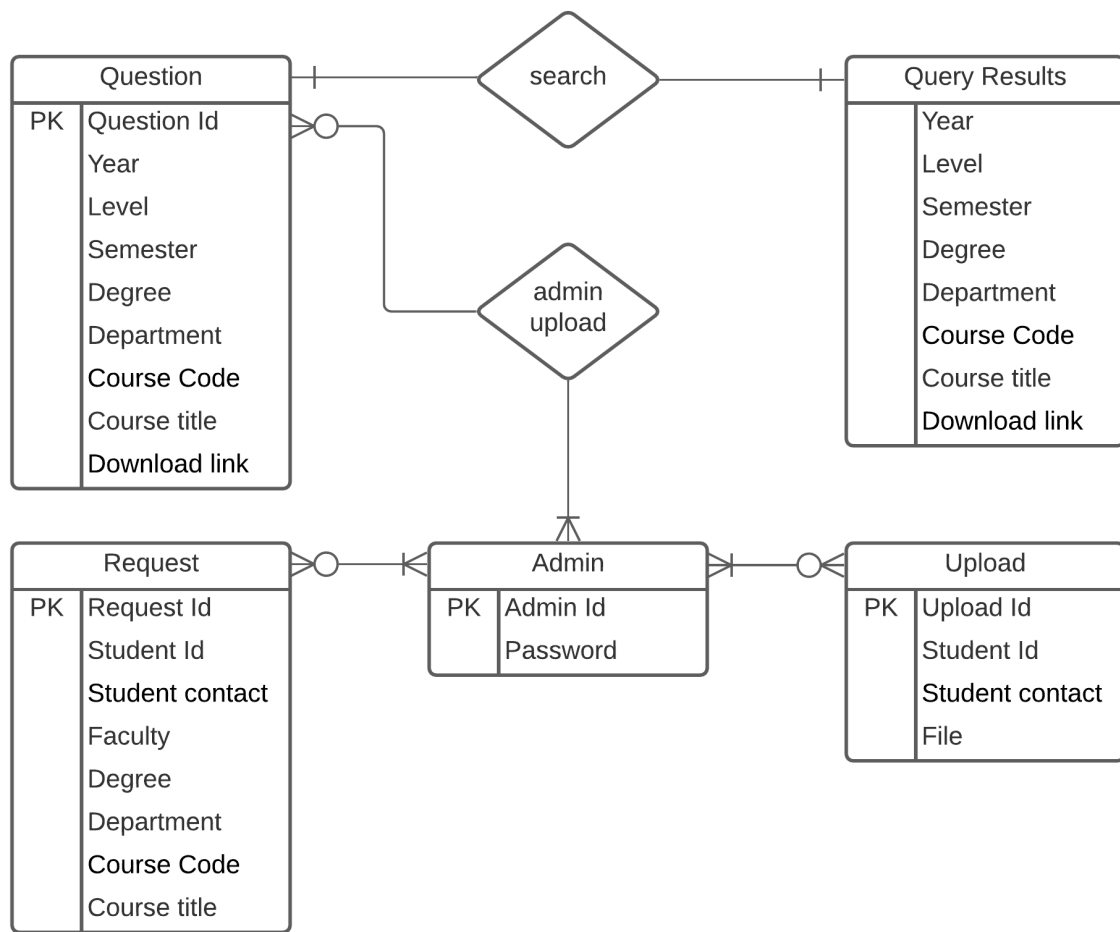 search
Question
PK
Question Id
Year
Level
Semester
Degree
Department
Course Code
Course title
Download link
Query Results
Year
Level
Semester
Degree
Department
Course Code
Course title
Download link
admin
upload
Request
PK
Request Id
Student Id
Student contact
Faculty
Degree
Department
Course Code
Course title
Admin
PK
Admin Id
Password
Upload
PK
Upload Id
Student Id
Student contact
File